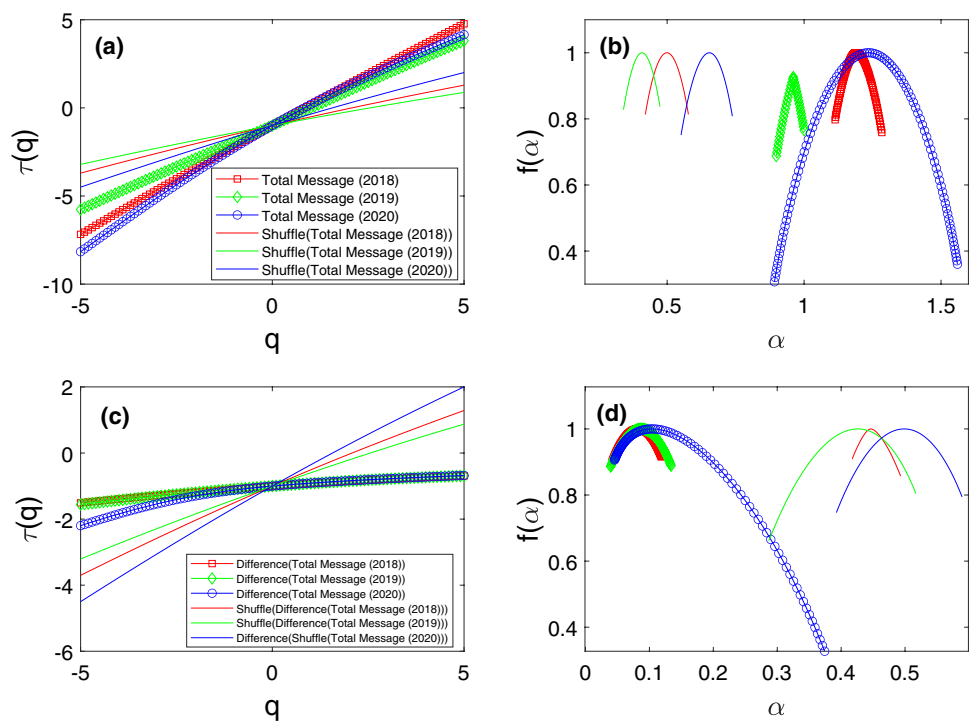 (a)
τ(q)
5
0
-5
-10
-5
0
5
q
Total Message (2018)
Total Message (2019)
Total Message (2020)
Shuffle(Total Message (2018))
Shuffle(Total Message (2019))
Shuffle(Total Message (2020))
(b)
f(α)
1
0.8
0.6
0.4
0.5
1
1.5
α
(c)
τ(q)
2
0
-2
-4
-6
-5
0
5
q
Difference(Total Message (2018))
Difference(Total Message (2019))
Difference(Total Message (2020))
Shuffle(Difference(Total Message (2018)))
Shuffle(Difference(Total Message (2019)))
Difference(Shuffle(Total Message (2020)))
(d)
f(α)
1
0.8
0.6
0.4
0
0.1
0.2
0.3
0.4
0.5
α